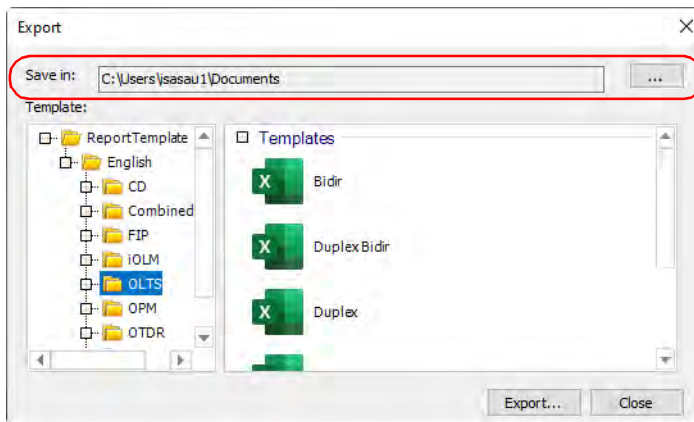 Export
Save in:
C:\Users\isasau1\Documents
...
Template:
ReportTemplate
English
CD
Combined
FIP
iOLM
OLTS
OPM
OTDR
Templates
Bidir
Duplex Bidir
Duplex
Export...
Close